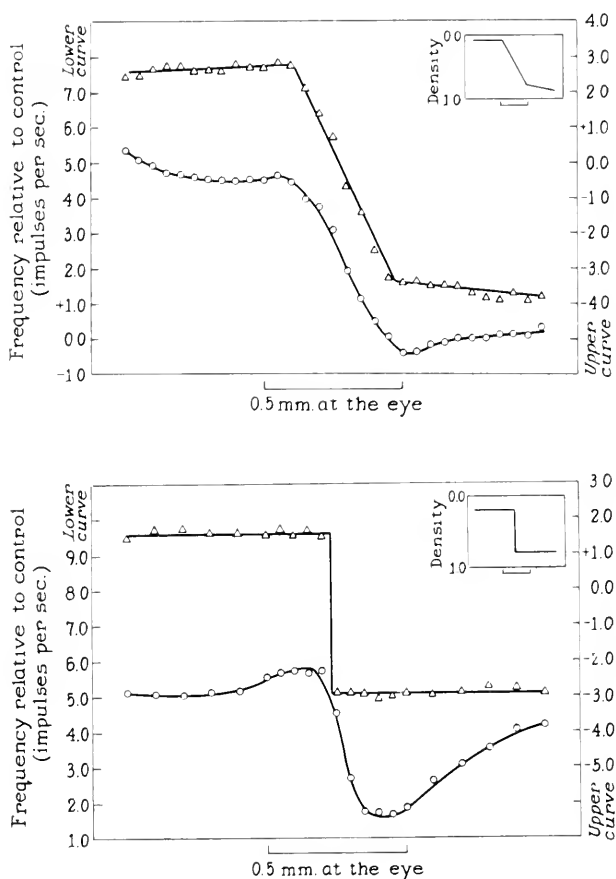 Frequency relative to control
(impulses per sec.)
Lower
curve
7.0
6.0
5.0
4.0
3.0
2.0
+1.0
0.0
-1.0
4.0
3.0
2.0
+1.0
0.0
-1.0
-2.0
-3.0
-4.0
Upper
curve
Density
0.0
1.0
0.5 mm. at the eye
Frequency relative to control
(impulses per sec.)
Lower
curve
9.0
8.0
7.0
6.0
5.0
4.0
3.0
2.0
1.0
3.0
2.0
+1.0
0.0
-1.0
-2.0
-3.0
-4.0
-5.0
Upper
curve
Density
0.0
1.0
0.5 mm. at the eye